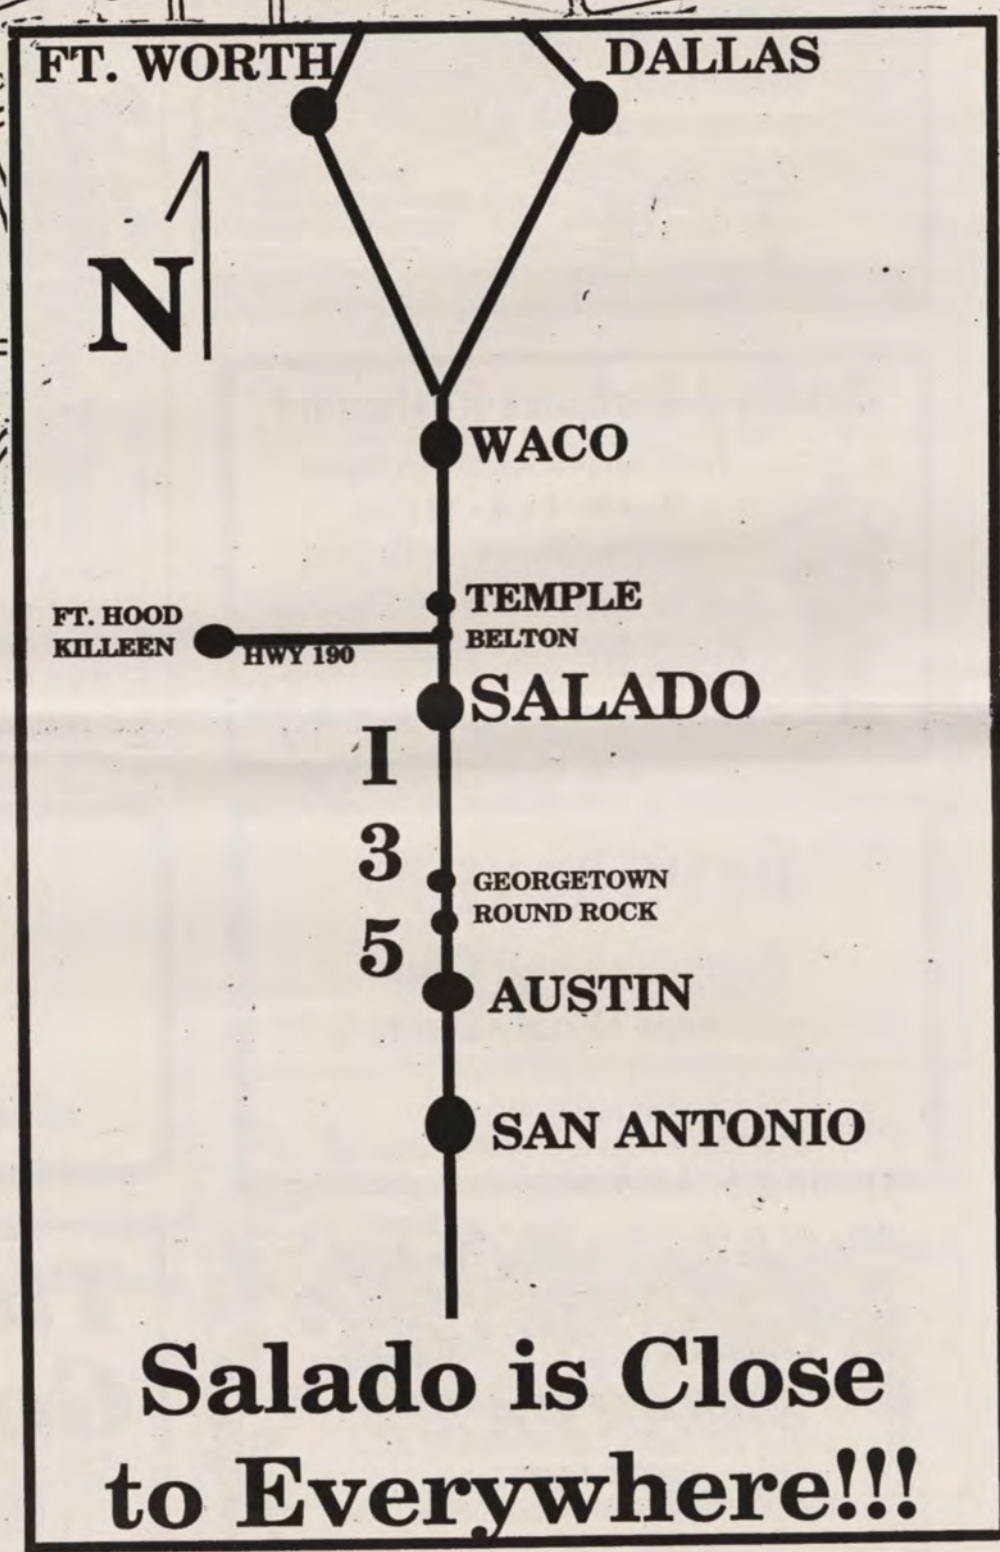 FT. WORTH
DALLAS
N
WACO
TEMPLE
FT. HOOD
KILLEEN
HWY 190
BELTON
SALADO
I
3
5
GEORGETOWN
ROUND ROCK
AUSTIN
SAN ANTONIO
Salado is Close
to Everywhere!!!